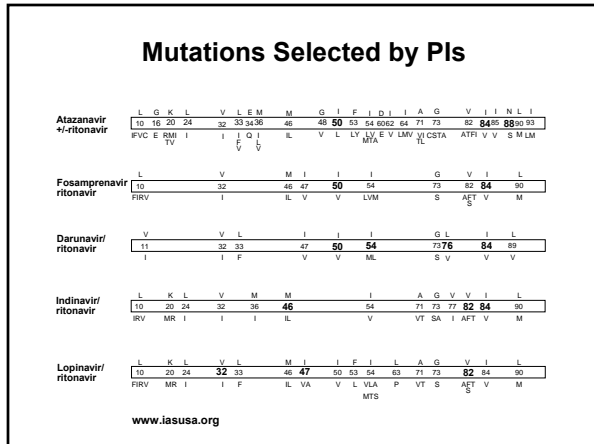 Mutations Selected by PIs
L G K L V L E M M G I F I D I I A G V I I N L I
Atazanavir
+/-ritonavir
10 16 20 24 32 33 34 36 46 48 50 53 54 60 62 64 71 73 82 84 85 88 90 93
IFVC E RMI I I I Q I IL V L LY LV E V LMV VI CSTA ATFI V V S M LM
TV F L MTA TL
V V
L V M I I I G V I L
Fosamprenavir
ritonavir
10 32 46 47 50 54 73 82 84 90
FIRV I IL V V LVM S AFT V M
S
V V L I I I G L I L
Darunavir/
ritonavir
11 32 33 47 50 54 73 76 84 89
I I F V V ML S V V V
L K L V M M I A G V V I L
Indinavir/
ritonavir
10 20 24 32 36 46 54 71 73 77 82 84 90
IRV MR I I I IL V VT SA I AFT V M
L K L V L M I I F I L A G V I L
Lopinavir/
ritonavir
10 20 24 32 33 46 47 50 53 54 63 71 73 82 84 90
FIRV MR I I F IL VA V L VLA P VT S AFT V M
MTS S
www.iasusa.org